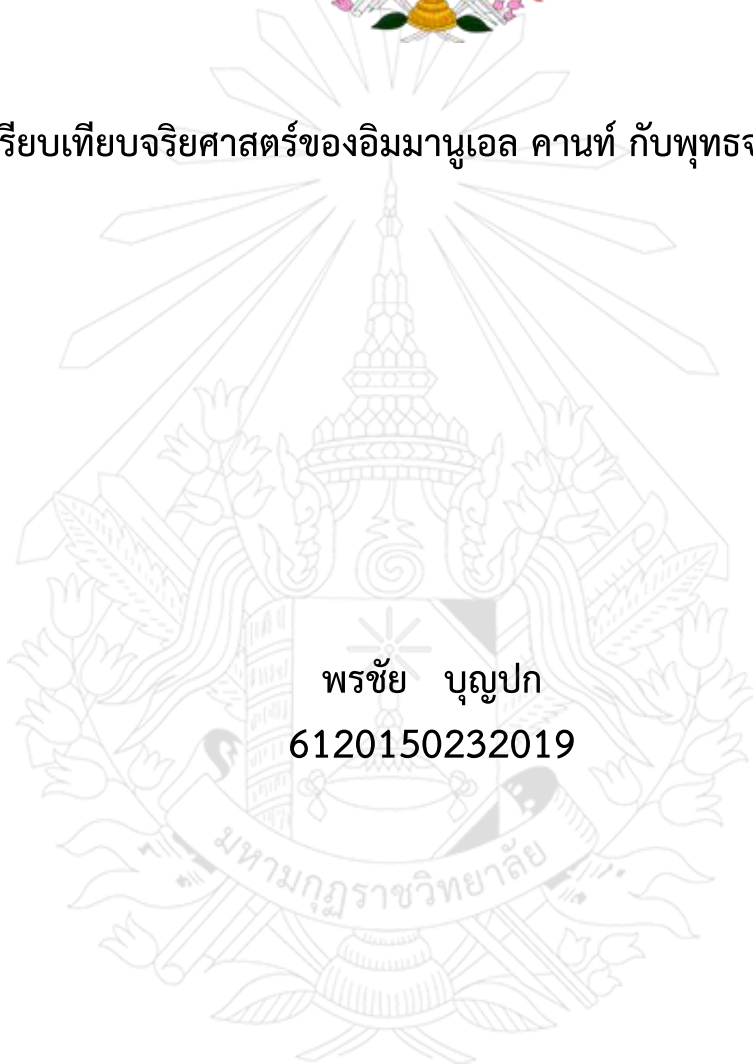 รียบเทียบจริยศาสตร์ของอิมมานูเอล คานท์ กับพุทธจ
พรชัย บุญปก
6120150232019
มหามกุฏราชวิทยาลัย